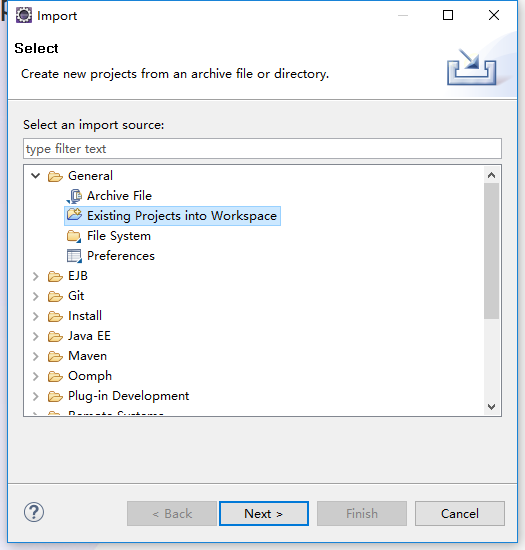 Import
Select
Create new projects from an archive file or directory.
Select an import source:
type filter text
General
Archive File
Existing Projects into Workspace
File System
Preferences
EJB
Git
Install
Java EE
Maven
Oomph
Plug-in Development
Remote Systems
?
< Back
Next >
Finish
Cancel